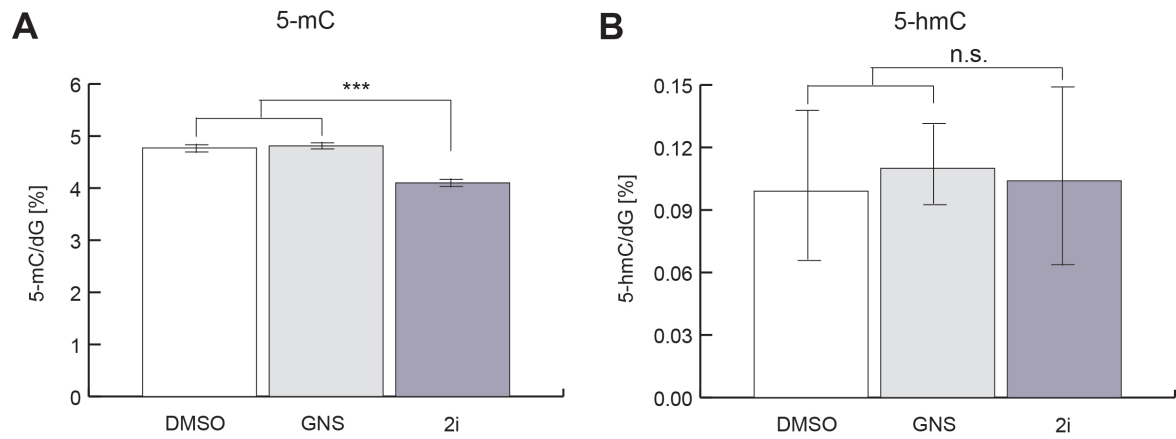 A
5-mC
5-mC/dG [%]
6
5
4
3
2
1
0
***
DMSO GNS 2i
B
5-hmC
5-hmC/dG [%]
0.15
0.12
0.09
0.06
0.03
0.00
n.s.
DMSO GNS 2i